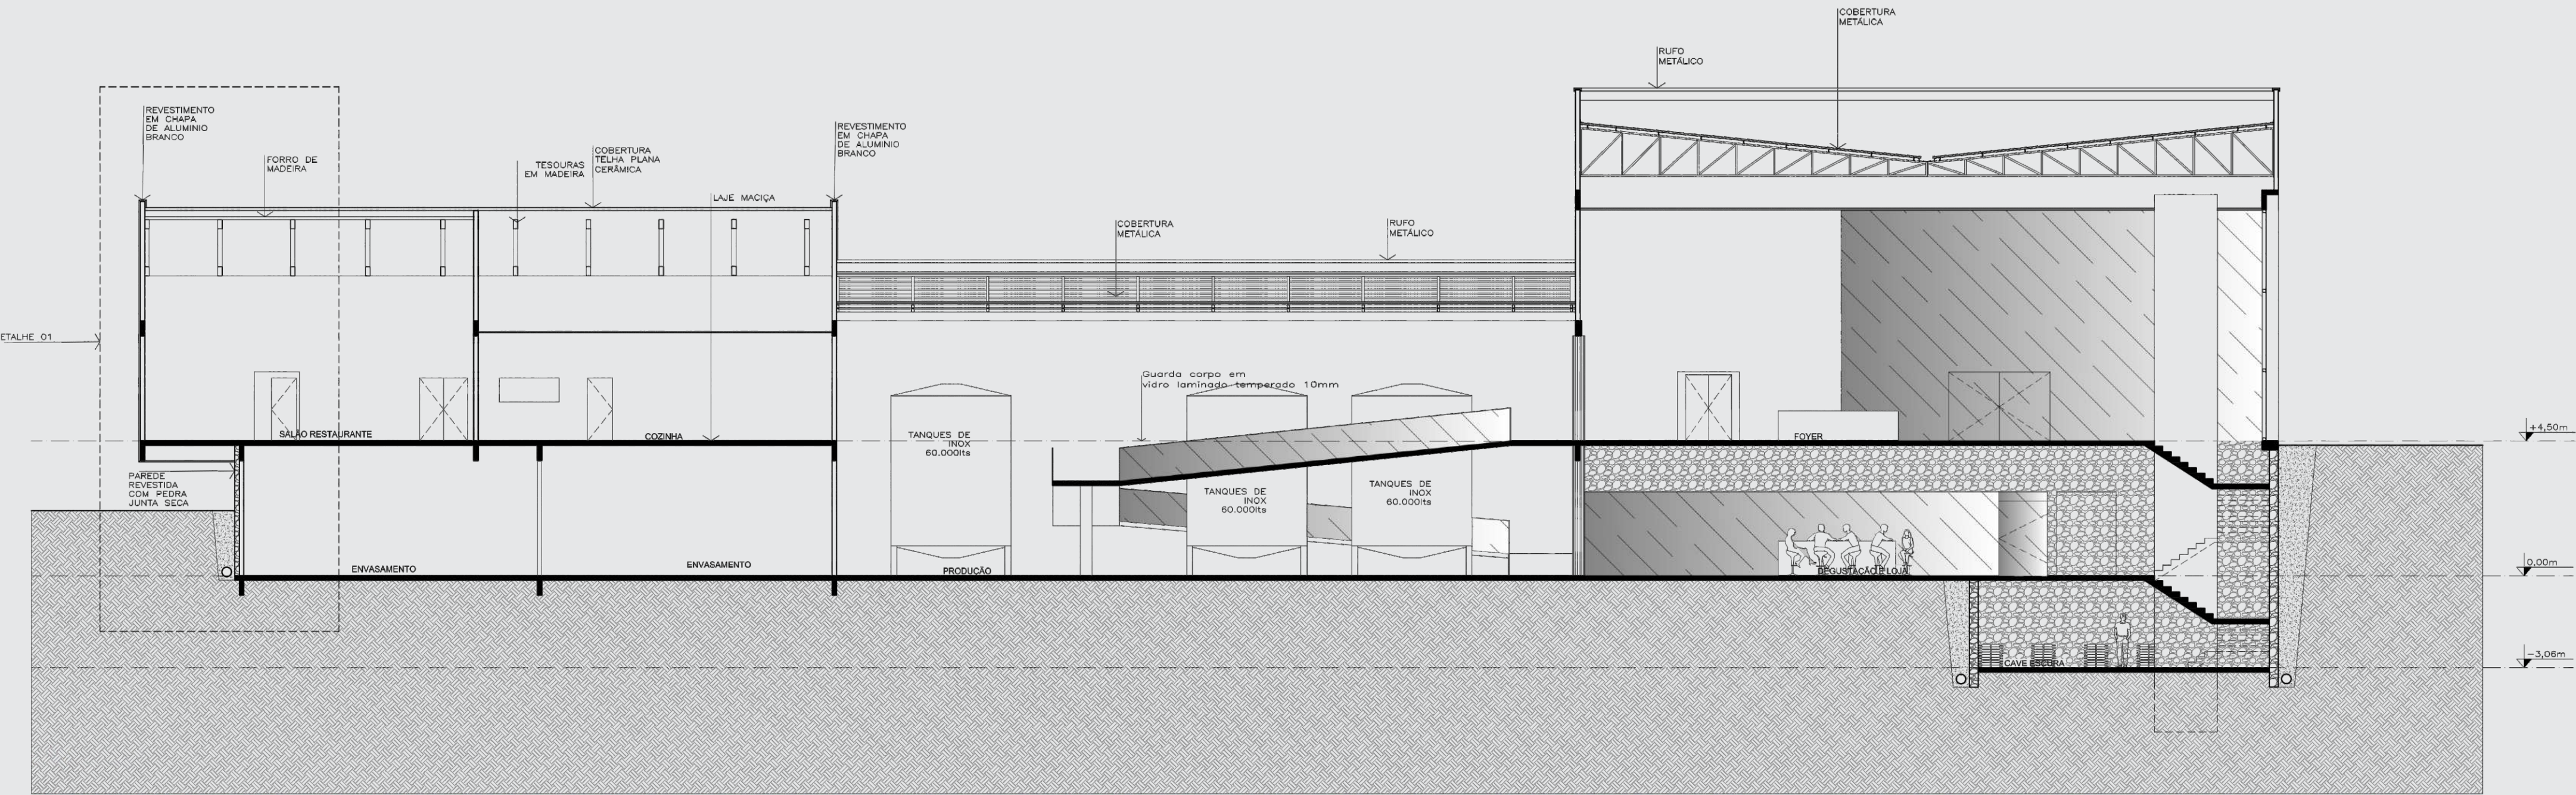 COBERTURA
METÁLICA
RUFO
METÁLICO
REVESTIMENTO
EM CHAPA
DE ALUMINIO
BRANCO
FORRO DE
MADEIRA
TESOURAS
EM MADEIRA
COBERTURA
TELHA PLANA
CERÂMICA
REVESTIMENTO
EM CHAPA
DE ALUMINIO
BRANCO
LAJE MACIÇA
COBERTURA
METÁLICA
RUFO
METÁLICO
ETALHE 01
Guarda corpo em
vidro laminado temperado 10mm
SALÃO RESTAURANTE
COZINHA
TANQUES DE
INOX
60.000lts
FOYER
+4,50m
PAREDE
REVESTIDA
COM PEDRA
JUNTA SECA
TANQUES DE
INOX
60.000lts
TANQUES DE
INOX
60.000lts
ENVASAMENTO
ENVASAMENTO
PRODUÇÃO
DEGUSTAÇÃO E LOJA
0,00m
CAVE ESCURA
-3,06m